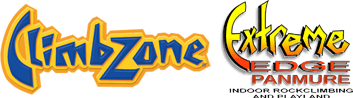 ClimbZone
Extreme
EDGE
PANMURE
INDOOR ROCKCLIMBING
AND PLAYLAND